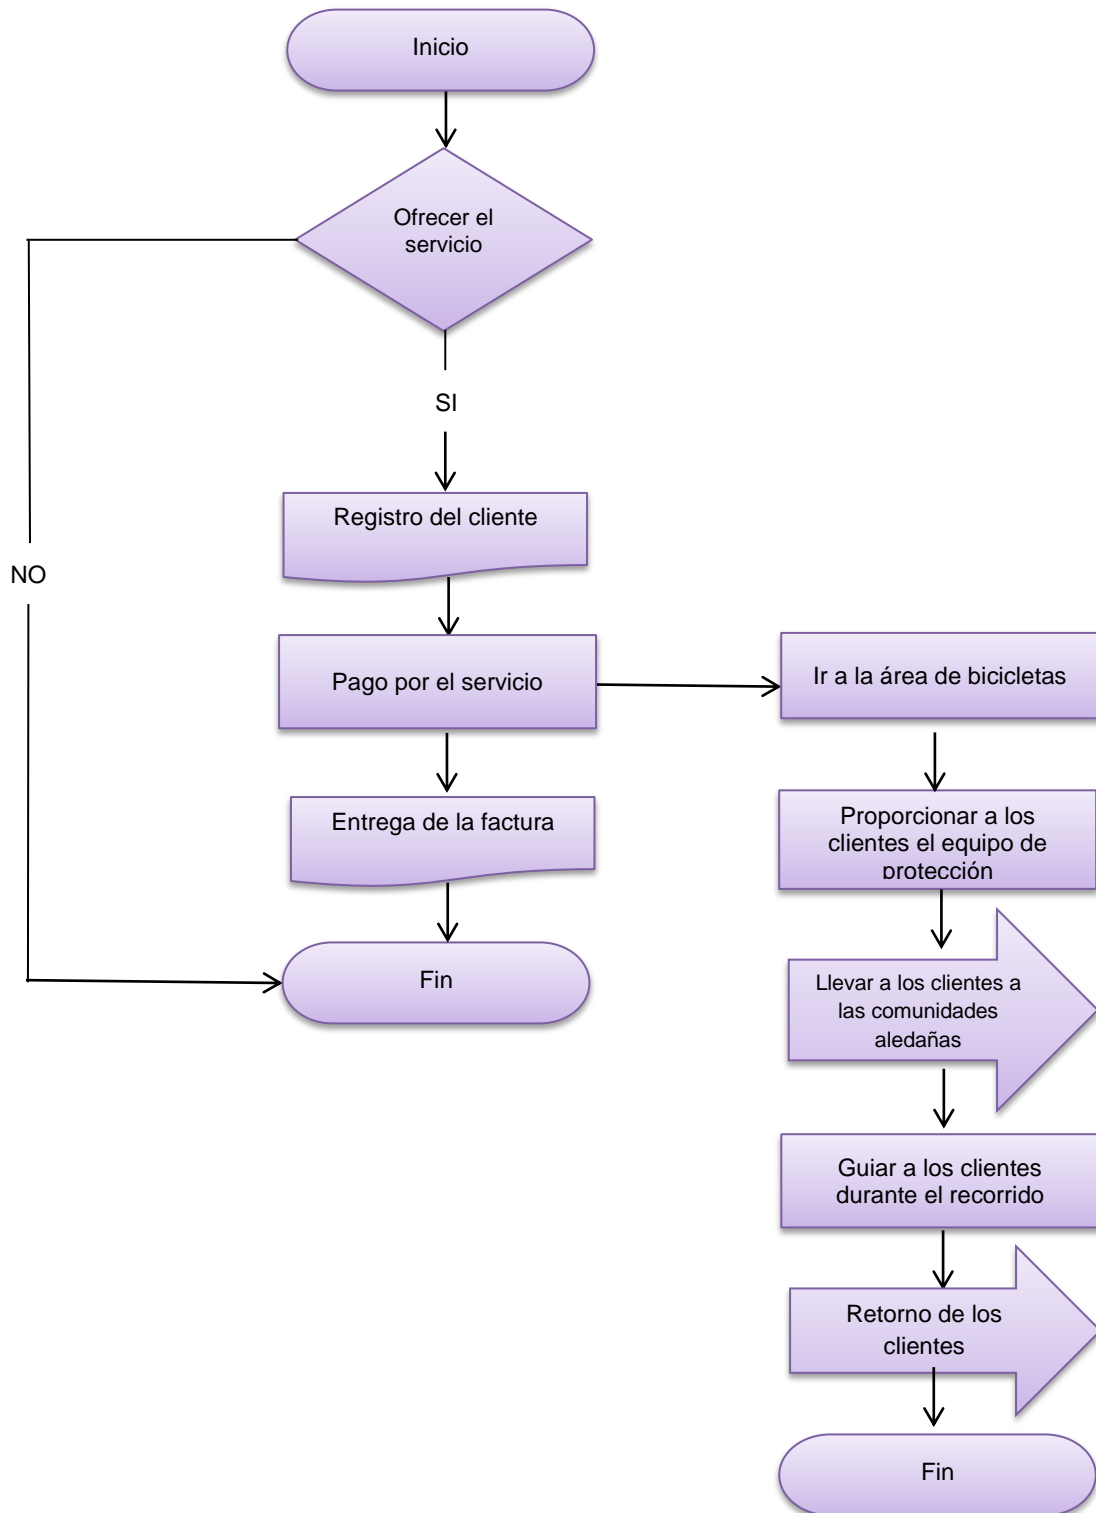 Inicio
Ofrecer el
servicio
SI
NO
Registro del cliente
Pago por el servicio
Entrega de la factura
Fin
Ir a la área de bicicletas
Proporcionar a los
clientes el equipo de
protección
Llevar a los clientes a
las comunidades
aledañas
Guiar a los clientes
durante el recorrido
Retorno de los
clientes
Fin